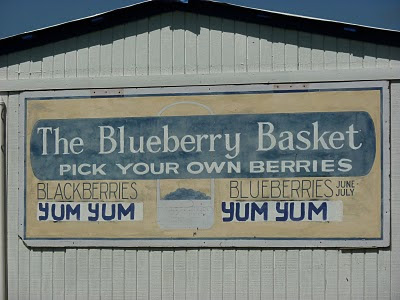 The Blueberry Basket
PICK YOUR OWN BERRIES
BLACKBERRIES
YUM YUM
BLUEBERRIES JUNE JULY
YUM YUM